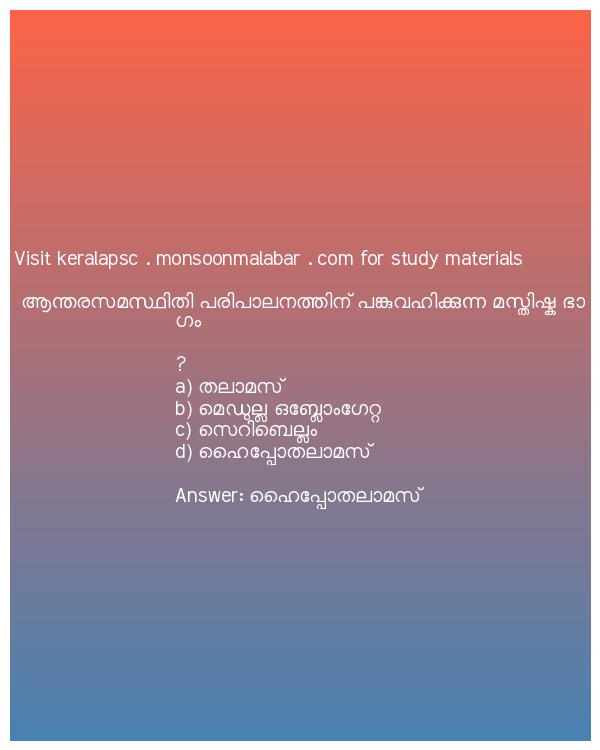 Visit keralapsc . monsoonmalabar . com for study materials
ആന്തരസമസ്ഥിതി പരിപാലനത്തിന് പങ്കുവഹിക്കുന്ന മസ്തിഷ്ക ഭാ
ഗം
?
a) തലാമസ്
b) മെഡുല്ല ഒബ്ലോംഗേറ്റ
c) സെറിബെല്ലം
d) ഹൈപ്പോതലാമസ്
Answer: ഹൈപ്പോതലാമസ്